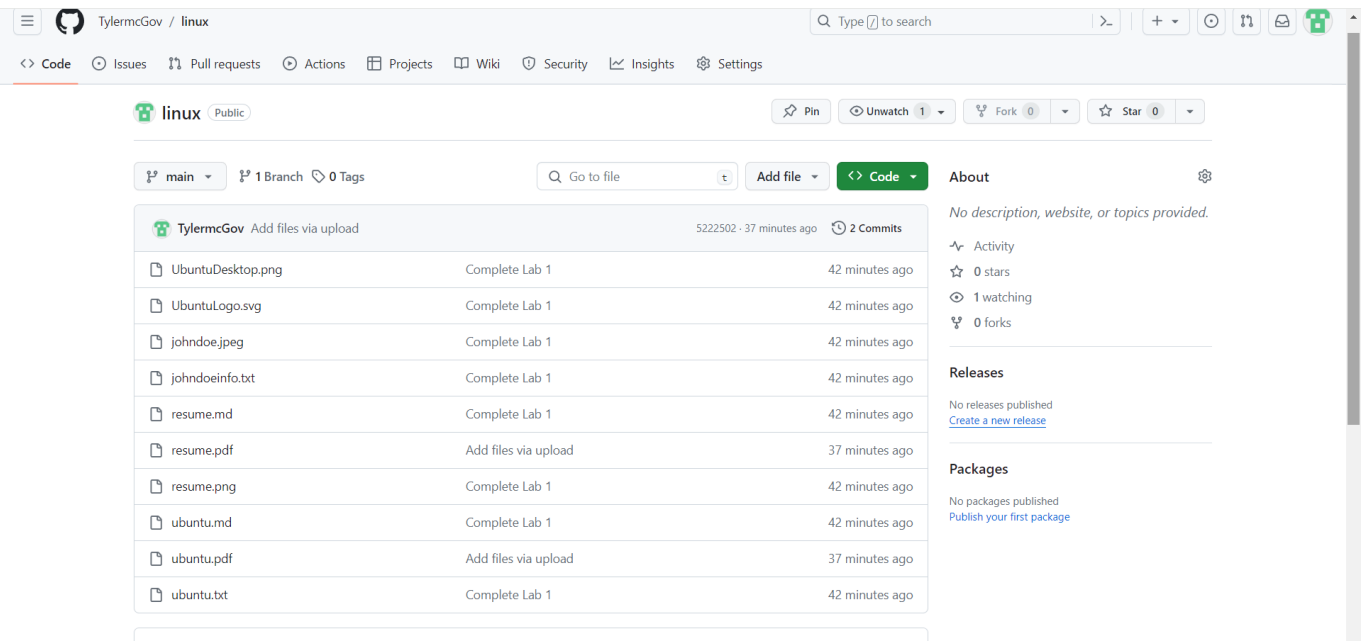 TylermcGov / linux
Type / to search
Code Issues Pull requests Actions Projects Wiki Security Insights Settings
linux Public
Pin Unwatch 1 Fork 0 Star 0
main 1 Branch 0 Tags Go to file t Add file Code
TylermcGov Add files via upload 5222502 · 37 minutes ago 2 Commits
UbuntuDesktop.png Complete Lab 1 42 minutes ago
UbuntuLogo.svg Complete Lab 1 42 minutes ago
johndoe.jpeg Complete Lab 1 42 minutes ago
johndoeinfo.txt Complete Lab 1 42 minutes ago
resume.md Complete Lab 1 42 minutes ago
resume.pdf Add files via upload 37 minutes ago
resume.png Complete Lab 1 42 minutes ago
ubuntu.md Complete Lab 1 42 minutes ago
ubuntu.pdf Add files via upload 37 minutes ago
ubuntu.txt Complete Lab 1 42 minutes ago
About
No description, website, or topics provided.
Activity
0 stars
1 watching
0 forks
Releases
No releases published
Create a new release
Packages
No packages published
Publish your first package